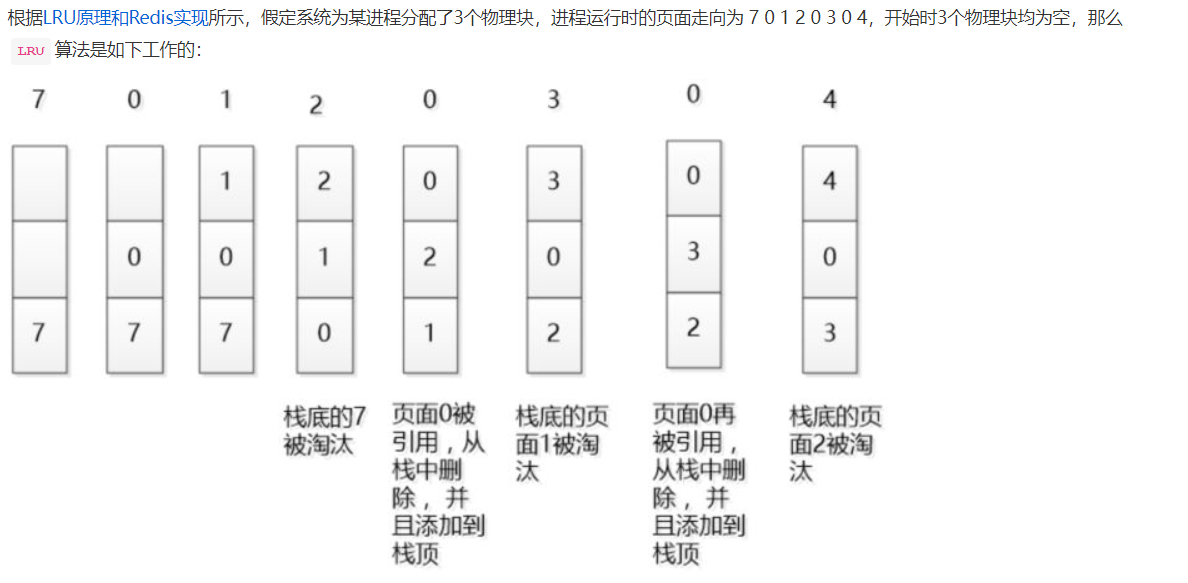 根据LRU原理和Redis实现所示，假定系统为某进程分配了3个物理块，进程运行时的页面走向为 7 0 1 2 0 3 0 4，开始时3个物理块均为空，那么
LRU 算法是如下工作的：
7 0 1 2 0 3 0 4
1 2 0 3 0 4
0 0 1 2 0 3 0
7 7 7 0 1 2 2 3
栈底的7
被淘汰
页面0被
引用，从
栈中删
除，并
且添加到
栈顶
栈底的页
面1被淘
汰
页面0再
被引用，
从栈中删
除，并
且添加到
栈顶
栈底的页
面2被淘
汰